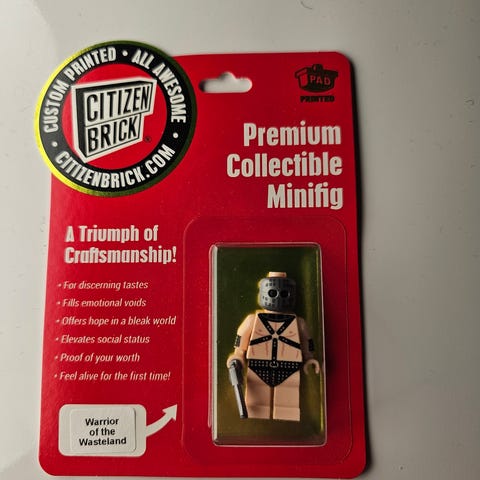 CUSTOM PRINTED • ALL AWESOME
• CITIZENBRICK.COM •
CITIZEN
BRICK®
PAD
PRINTED
Premium
Collectible
Minifig
A Triumph of
Craftsmanship!
• For discerning tastes
• Fills emotional voids
• Offers hope in a bleak world
• Elevates social status
• Proof of your worth
• Feel alive for the first time!
Warrior
of the
Wasteland